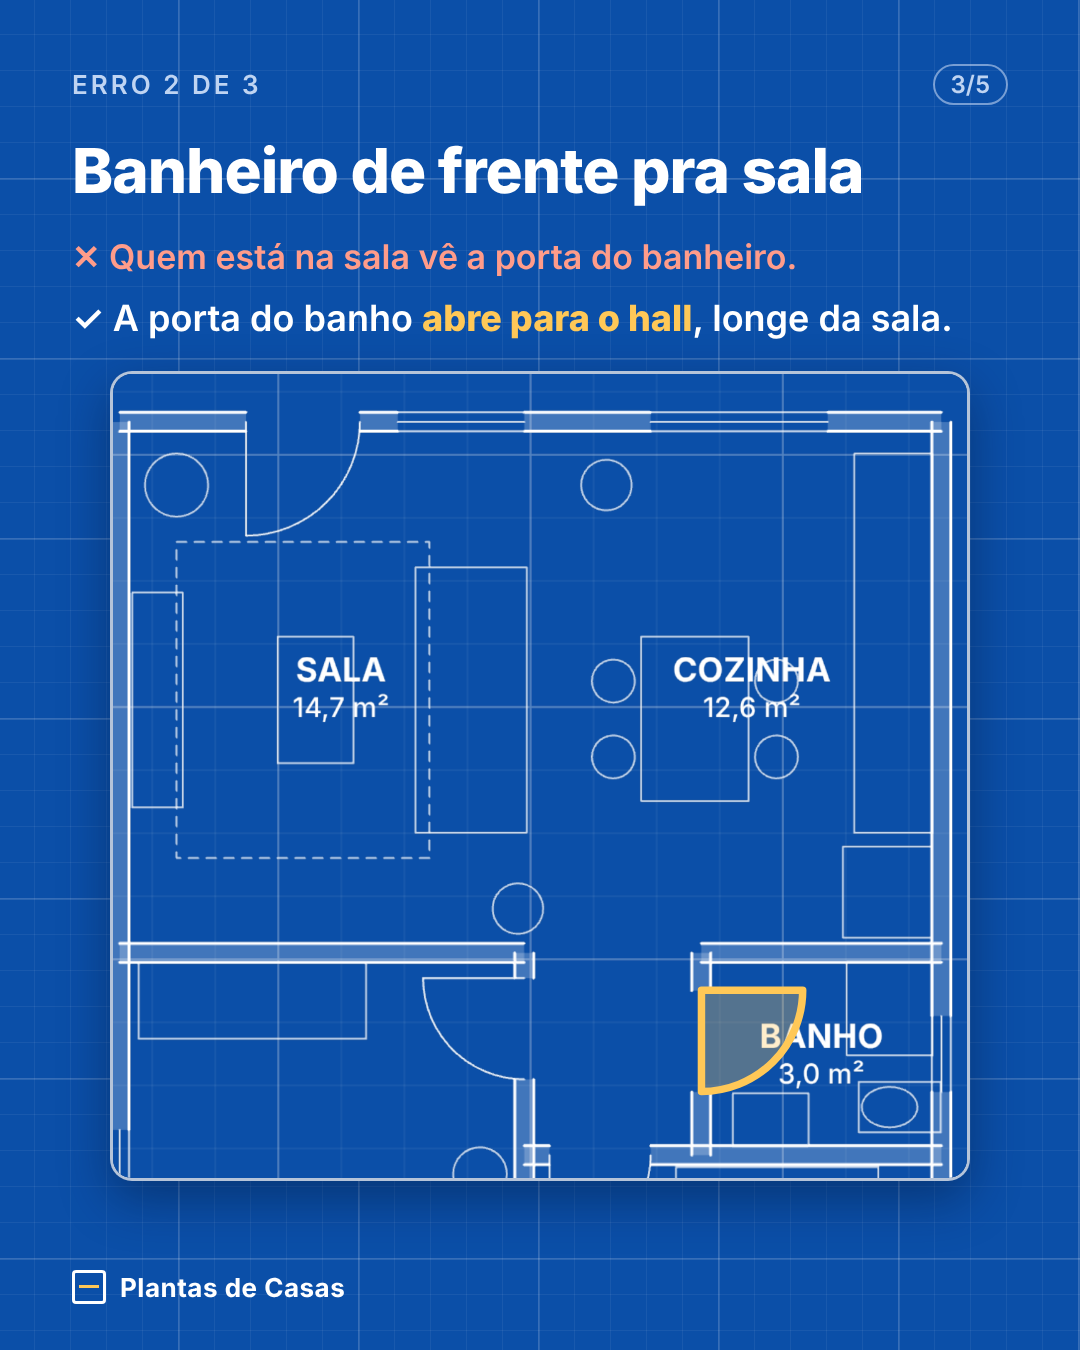 ERRO 2 DE 3
3/5
Banheiro de frente pra sala
✕ Quem está na sala vê a porta do banheiro.
✓ A porta do banho abre para o hall, longe da sala.
SALA
14,7 m²
COZINHA
12,6 m²
BANHO
3,0 m²
Plantas de Casas